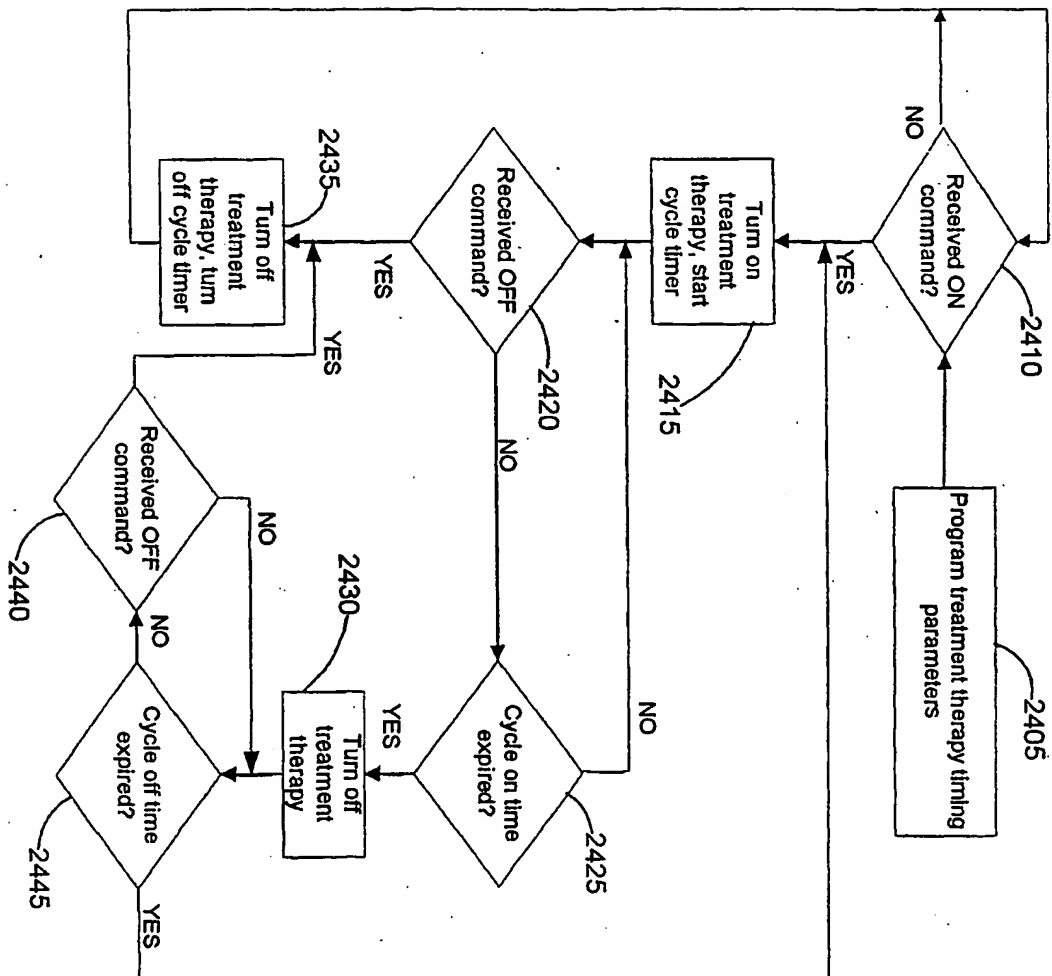 2405
Program treatment therapy timing
parameters
2410
Received ON
command?
NO
YES
2415
Turn on
treatment
therapy, start
cycle timer
2420
Received OFF
command?
NO
YES
2425
Cycle on time
expired?
NO
YES
2430
Turn off
treatment
therapy
2435
Turn off
treatment
therapy, turn
off cycle timer
2440
Received OFF
command?
NO
YES
2445
Cycle off time
expired?
NO
YES